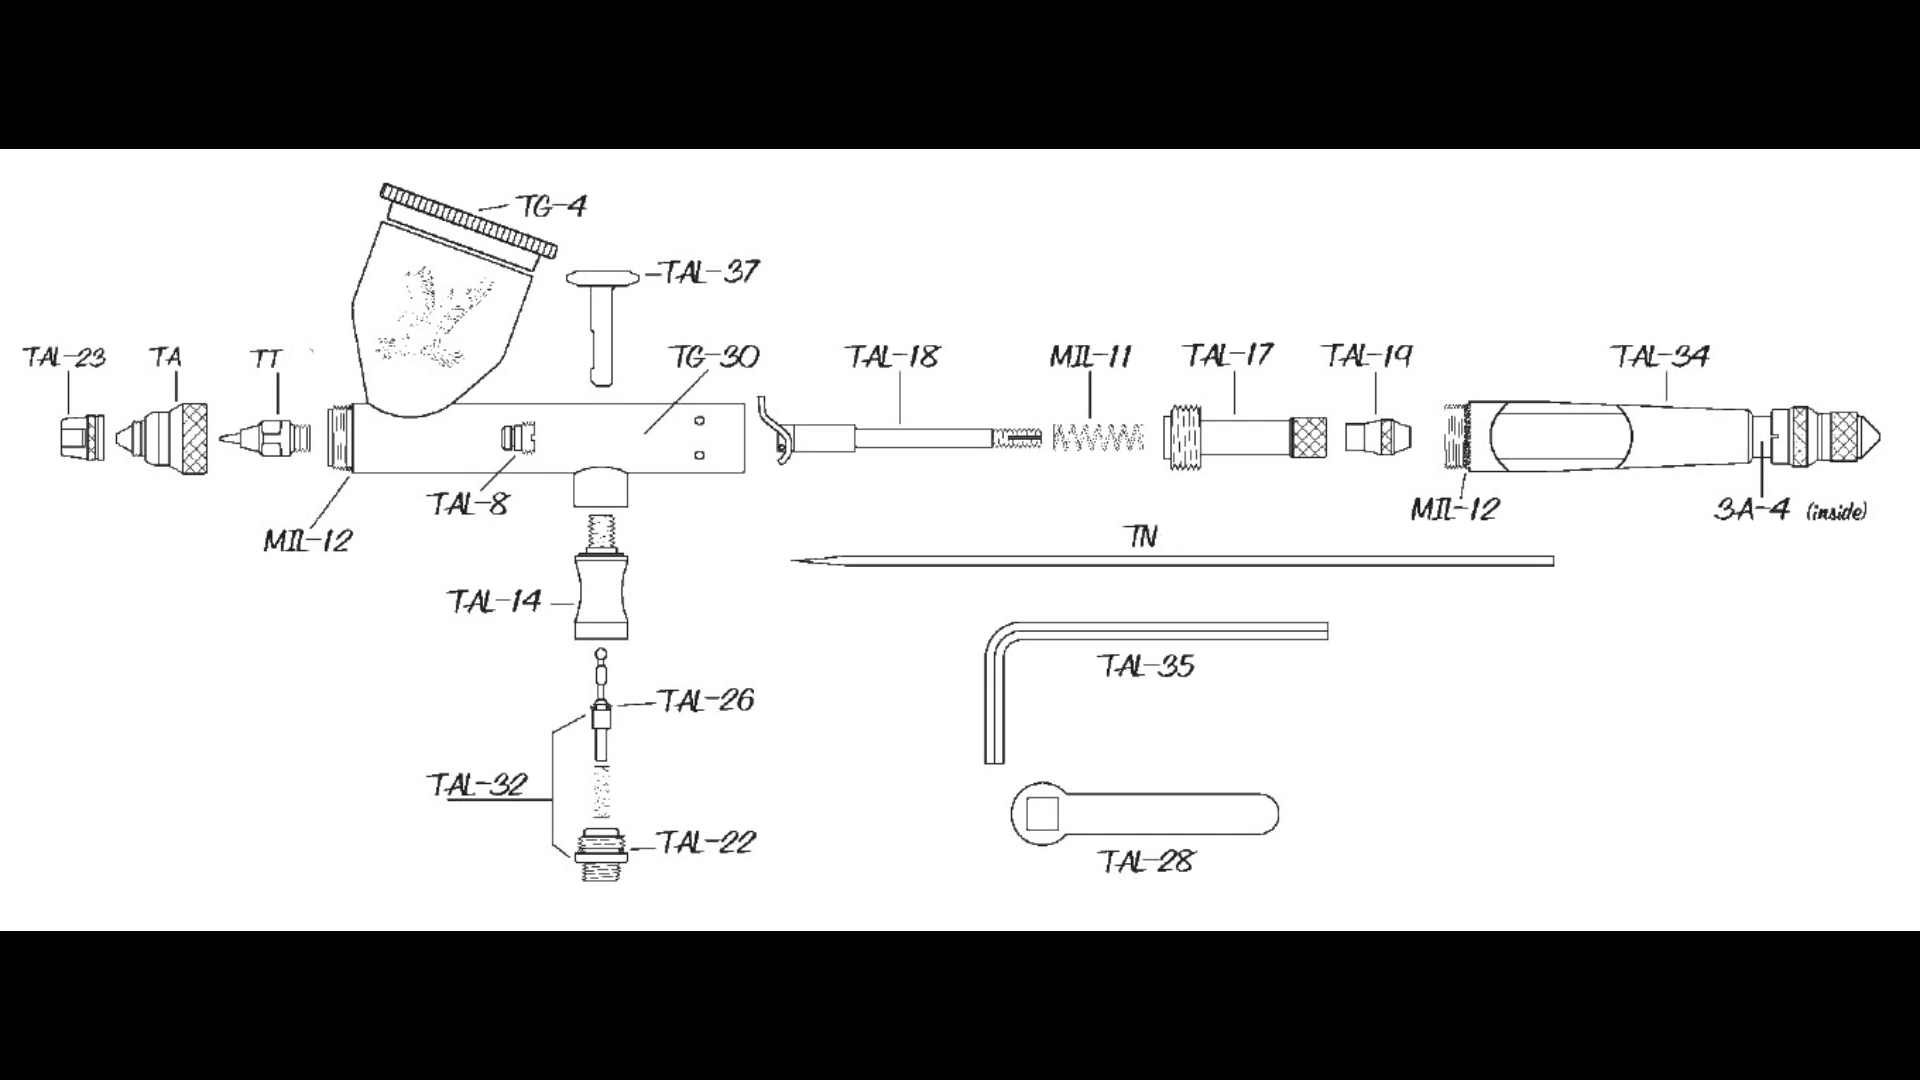 TG-4
TAL-37
TAL-23
TA
TT
TG-30
TAL-18
MIL-11
TAL-17
TAL-19
TAL-34
TAL-8
MIL-12
MIL-12
3A-4 (inside)
TN
TAL-14
TAL-35
TAL-26
TAL-32
TAL-22
TAL-28